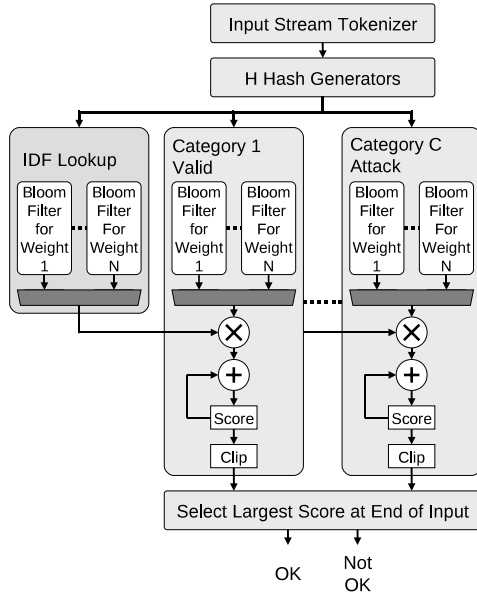 Input Stream Tokenizer
H Hash Generators
IDF Lookup
Bloom
Filter
for
Weight
1
Bloom
Filter
For
Weight
N
Category 1
Valid
Bloom
Filter
for
Weight
1
Bloom
Filter
For
Weight
N
×
+
Score
Clip
Category C
Attack
Bloom
Filter
for
Weight
1
Bloom
Filter
For
Weight
N
×
+
Score
Clip
Select Largest Score at End of Input
OK
Not
OK